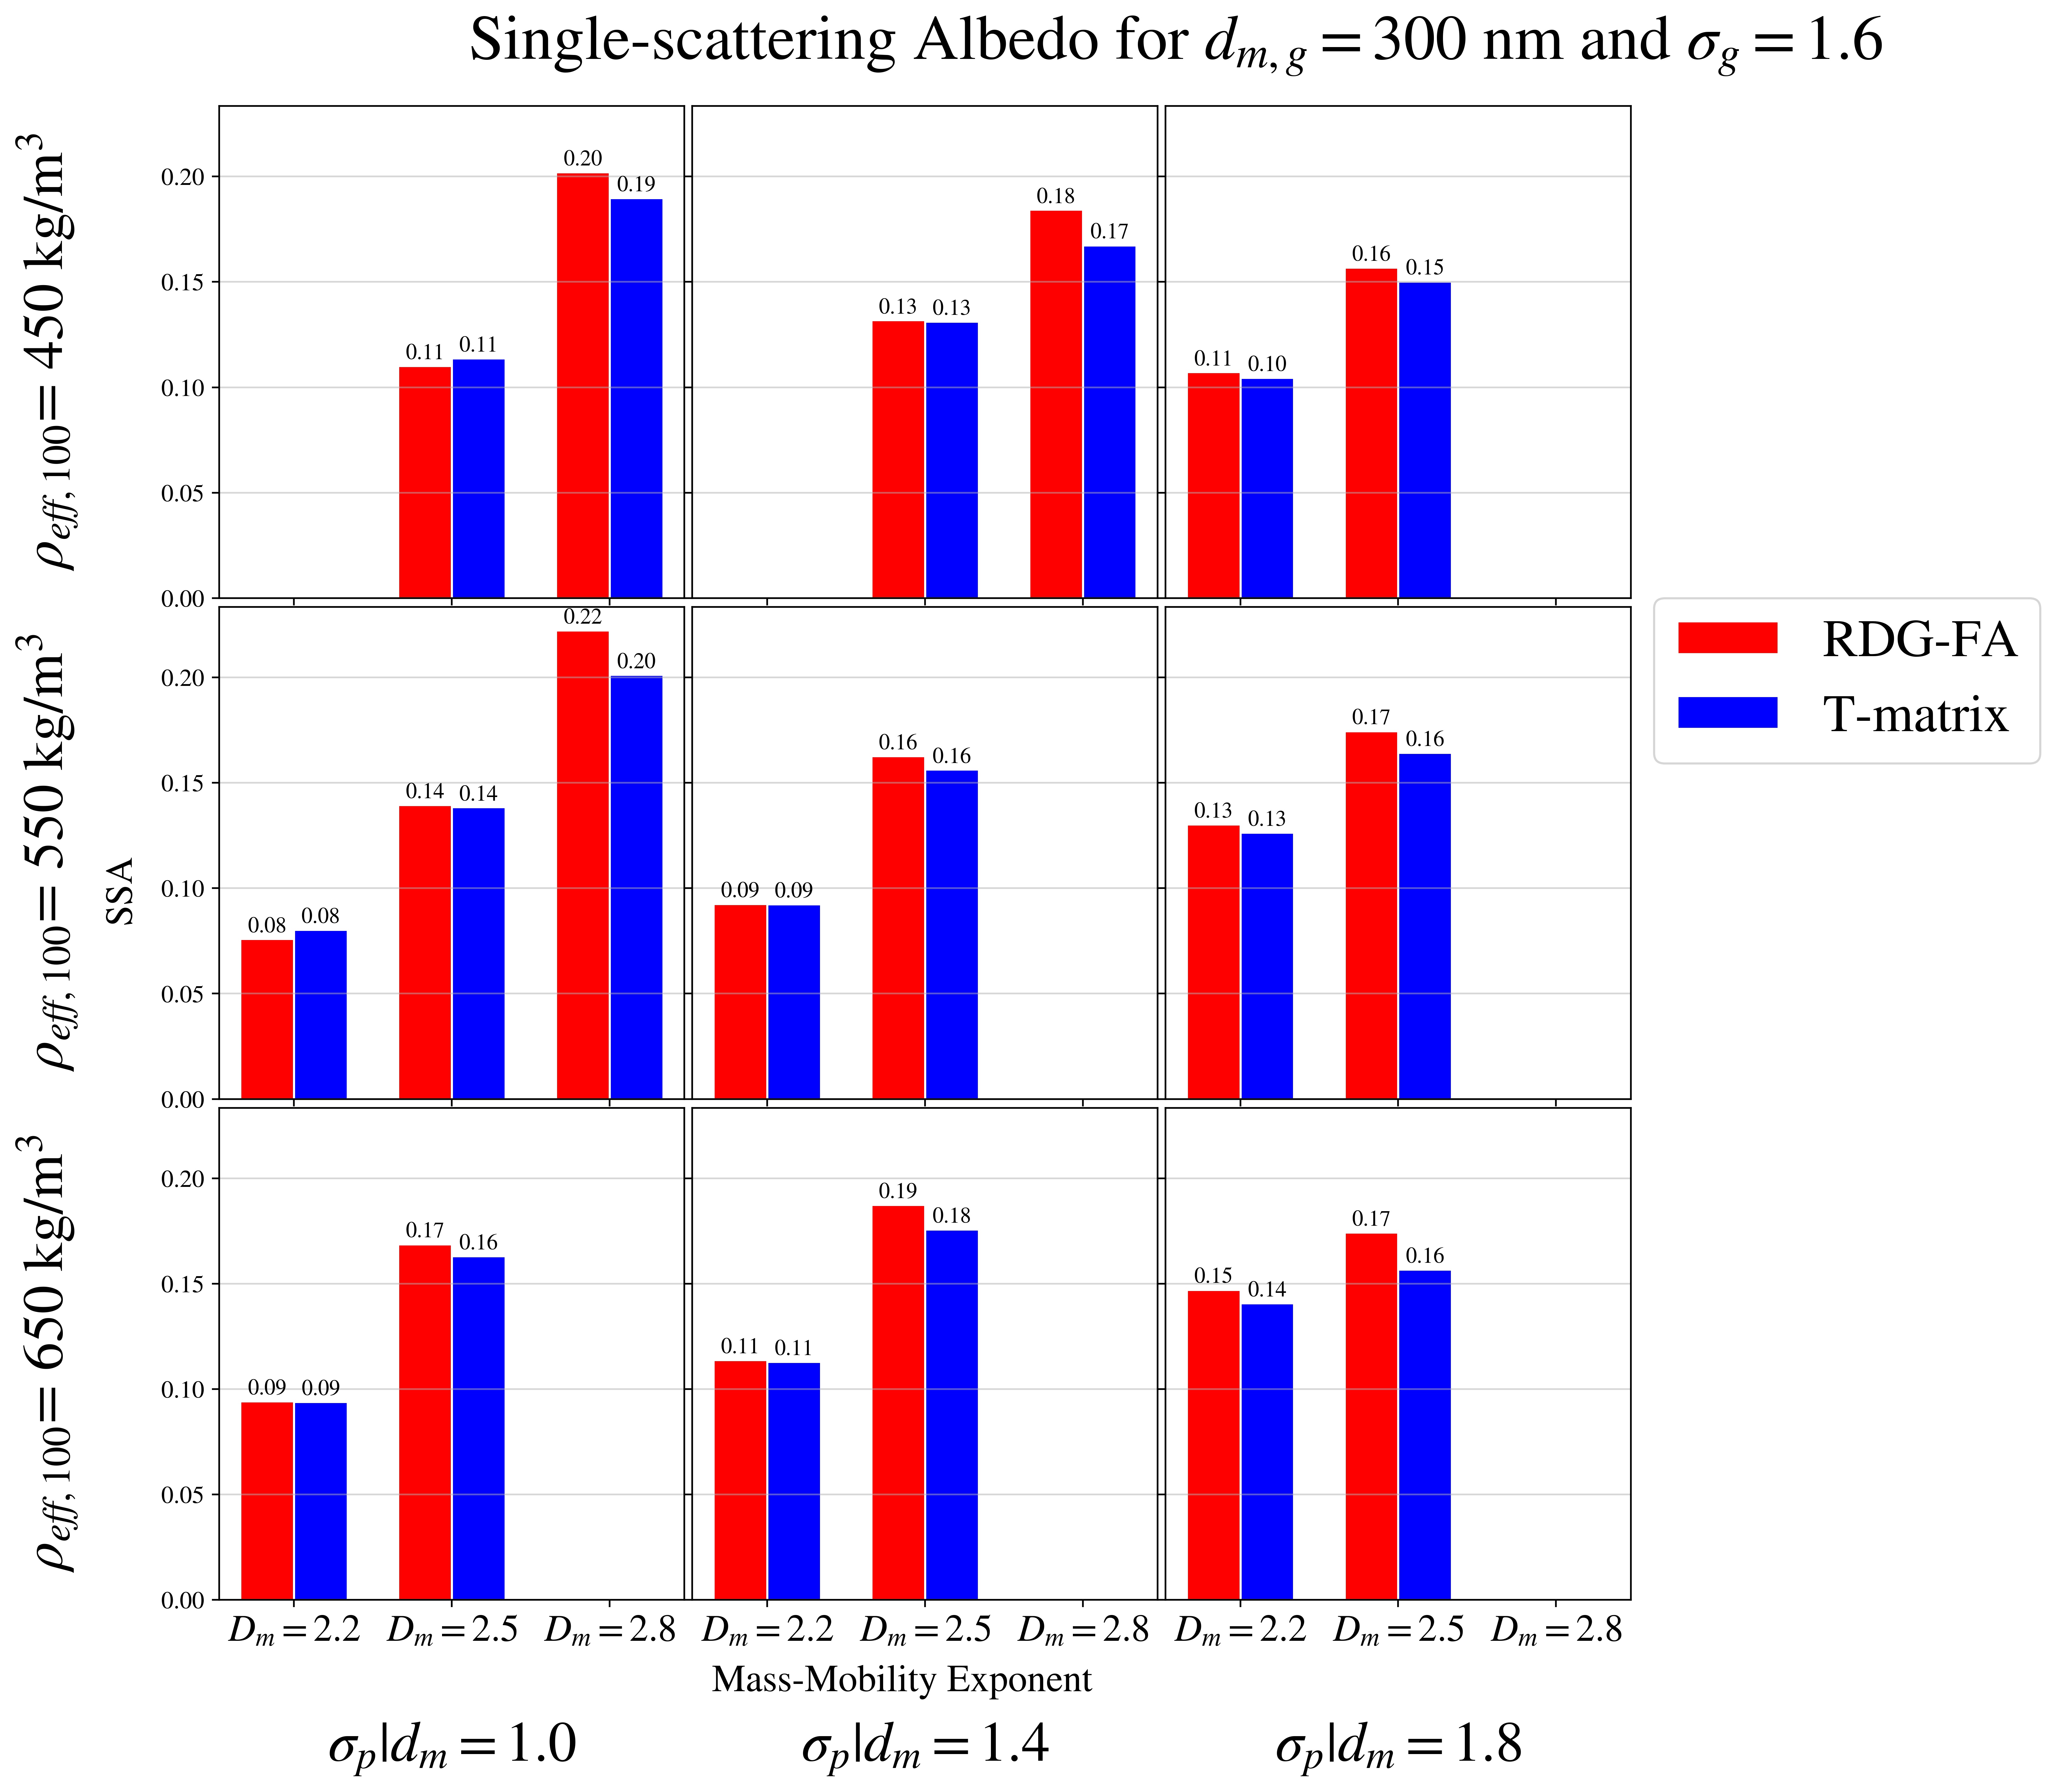 Single-scattering Albedo for d_{m,g} = 300 nm and σ_g = 1.6
ρ_{eff,100} = 450 kg/m³
0.20
0.15
0.10
0.05
0.00
0.11 0.11 0.20 0.19
0.13 0.13 0.18 0.17
0.11 0.10 0.16 0.15
ρ_{eff,100} = 550 kg/m³
SSA
0.20
0.15
0.10
0.05
0.00
0.08 0.08 0.14 0.14 0.22 0.20
0.09 0.09 0.16 0.16
0.13 0.13 0.17 0.16
RDG-FA
T-matrix
ρ_{eff,100} = 650 kg/m³
0.20
0.15
0.10
0.05
0.00
0.09 0.09 0.17 0.16
0.11 0.11 0.19 0.18
0.15 0.14 0.17 0.16
D_m = 2.2 D_m = 2.5 D_m = 2.8 D_m = 2.2 D_m = 2.5 D_m = 2.8 D_m = 2.2 D_m = 2.5 D_m = 2.8
Mass-Mobility Exponent
σ_p|d_m = 1.0 σ_p|d_m = 1.4 σ_p|d_m = 1.8